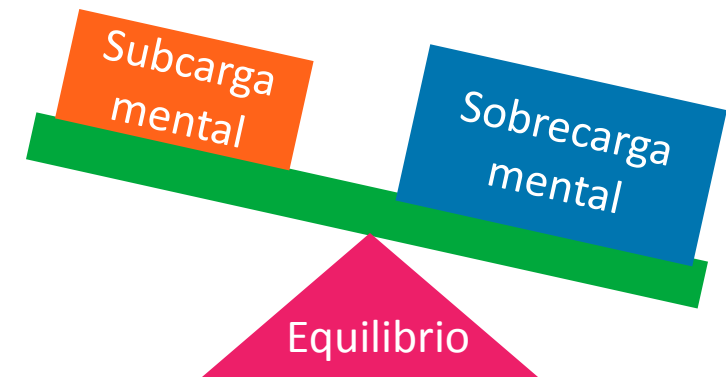 Subcarga
mental
Sobrecarga
mental
Equilibrio